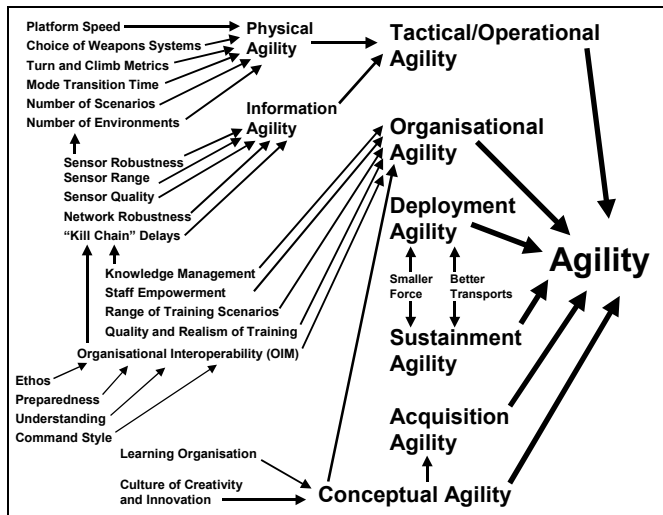 Platform Speed
Choice of Weapons Systems
Turn and Climb Metrics
Mode Transition Time
Number of Scenarios
Number of Environments
Physical
Agility
Tactical/Operational
Agility
Information
Agility
Sensor Robustness
Sensor Range
Sensor Quality
Network Robustness
“Kill Chain” Delays
Organisational
Agility
Knowledge Management
Staff Empowerment
Range of Training Scenarios
Quality and Realism of Training
Organisational Interoperability (OIM)
Ethos
Preparedness
Understanding
Command Style
Deployment
Agility
Smaller
Force
Better
Transports
Sustainment
Agility
Agility
Acquisition
Agility
Learning Organisation
Culture of Creativity
and Innovation
Conceptual Agility